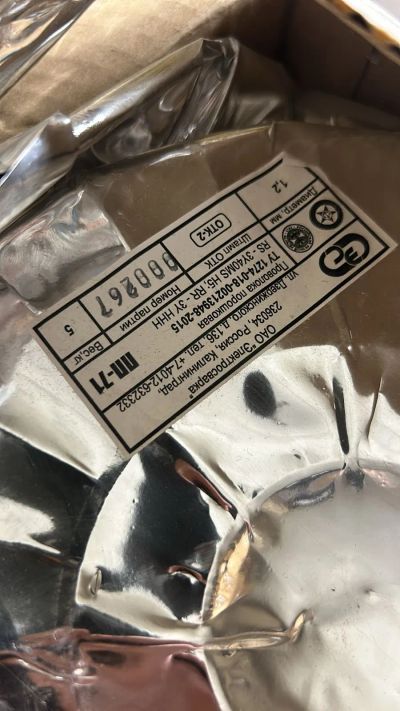 ОАО "Электросварка"
236034, Россия, Калининград,
ул. Дзержинского, д.136, тел. +7-4012-632332
Проволока порошковая
ПП-71
ТУ 1274-018-00213948-2015
RS - 3Y40MS H5, RR - 3Y HHH
Диаметр, мм
Штамп ОТК
Номер партии
Вес, кг
1,2
ОТК-2
000267
5